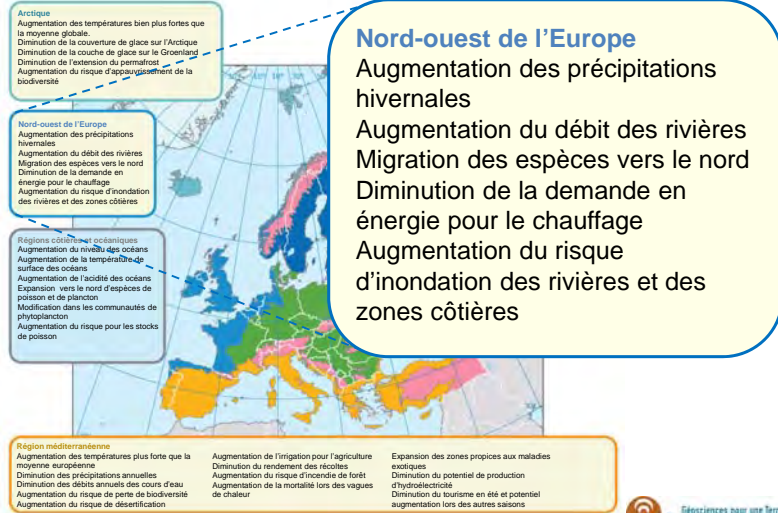 Arctique
Augmentation des températures bien plus fortes que
la moyenne globale.
Diminution de la couverture de glace sur l'Arctique
Diminution de la couche de glace sur le Groenland
Diminution de l'extension du permafrost
Augmentation du risque d'appauvrissement de la
biodiversité
Nord-ouest de l'Europe
Augmentation des précipitations
hivernales
Augmentation du débit des rivières
Migration des espèces vers le nord
Diminution de la demande en
énergie pour le chauffage
Augmentation du risque d'inondation
des rivières et des zones côtières
Nord-ouest de l'Europe
Augmentation des précipitations
hivernales
Augmentation du débit des rivières
Migration des espèces vers le nord
Diminution de la demande en
énergie pour le chauffage
Augmentation du risque
d'inondation des rivières et des
zones côtières
Régions côtières et océaniques
Augmentation du niveau des océans
Augmentation de la température de
surface des océans
Augmentation de l'acidité des océans
Expansion vers le nord d'espèces de
poisson et de plancton
Modification dans les communautés de
phytoplancton
Augmentation du risque pour les stocks
de poisson
Région méditerranéenne
Augmentation des températures plus forte que la
moyenne européenne
Diminution des précipitations annuelles
Diminution des débits annuels des cours d'eau
Augmentation du risque de perte de biodiversité
Augmentation du risque de désertification
Augmentation de l'irrigation pour l'agriculture
Diminution du rendement des récoltes
Augmentation du risque d'incendie de forêt
Augmentation de la mortalité lors des vagues
de chaleur
Expansion des zones propices aux maladies
exotiques
Diminution du potentiel de production
d'hydroélectricité
Diminution du tourisme en été et potentiel
augmentation lors des autres saisons
Géosciences pour une Terre